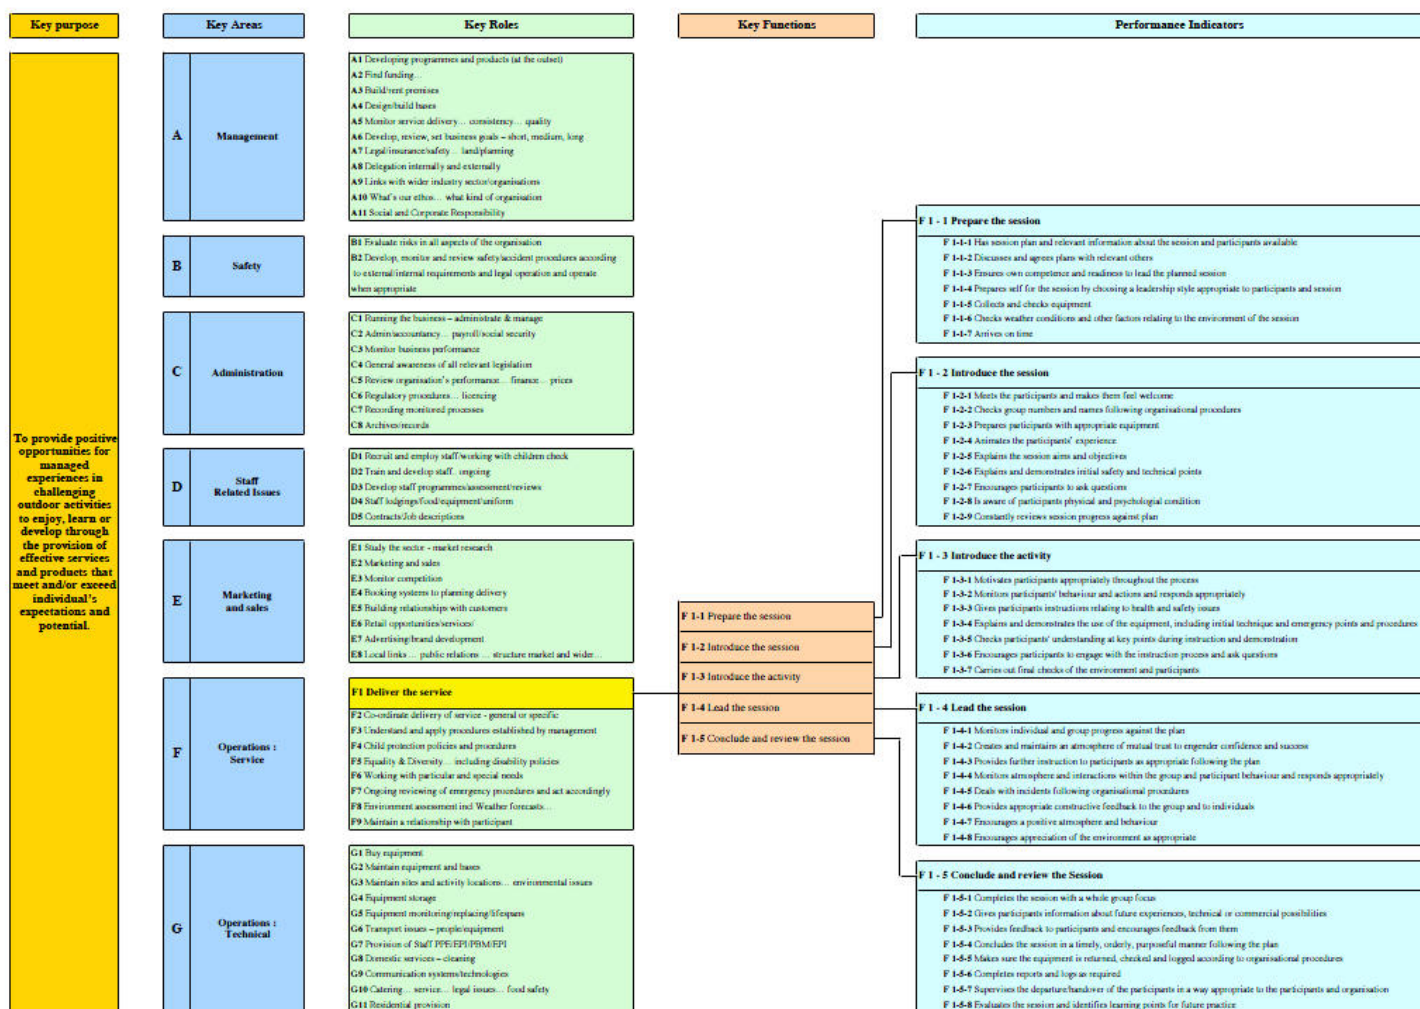 Key purpose
Key Areas
Key Roles
Key Functions
Performance Indicators
To provide positive
opportunities for
managed
experiences in
challenging
outdoor activities
to enjoy, learn or
develop through
the provision of
effective services
and products that
meet and/or exceed
individual's
expectations and
potential.
A
Management
A1 Developing programmes and products (at the outset)
A2 Find funding...
A3 Build/rent premises
A4 Design/build bases
A5 Monitor service delivery... consistency... quality
A6 Develop, review, set business goals – short, medium, long
A7 Legal/insurance/safety... land/planning
A8 Delegation internally and externally
A9 Links with wider industry sector/organisations
A10 What's our ethos... what kind of organisation
A11 Social and Corporate Responsibility
B
Safety
B1 Evaluate risks in all aspects of the organisation
B2 Develop, monitor and review safety/accident procedures according
to external/internal requirements and legal operation and operate
when appropriate
C
Administration
C1 Running the business – administrate & manage
C2 Admin/accountancy... payroll/social security
C3 Monitor business performance
C4 General awareness of all relevant legislation
C5 Review organisation's performance... finance... prices
C6 Regulatory procedures... licencing
C7 Recording monitored processes
C8 Archives/records
D
Staff
Related Issues
D1 Recruit and employ staff/working with children check
D2 Train and develop staff.. ongoing
D3 Develop staff programmes/assessment/reviews
D4 Staff lodgings/food/equipment/uniform
D5 Contracts/Job descriptions
E
Marketing
and sales
E1 Study the sector - market research
E2 Marketing and sales
E3 Monitor competition
E4 Booking systems to planning delivery
E5 Building relationships with customers
E6 Retail opportunities/services/
E7 Advertising/brand development
E8 Local links ... public relations ... structure market and wider...
F
Operations :
Service
F1 Deliver the service
F2 Co-ordinate delivery of service - general or specific
F3 Understand and apply procedures established by management
F4 Child protection policies and procedures
F5 Equality & Diversity... including disability policies
F6 Working with particular and special needs
F7 Ongoing reviewing of emergency procedures and act accordingly
F8 Environment assessment incl Weather forecasts...
F9 Maintain a relationship with participant
G
Operations :
Technical
G1 Buy equipment
G2 Maintain equipment and bases
G3 Maintain sites and activity locations... environmental issues
G4 Equipment storage
G5 Equipment monitoring/replacing/lifespans
G6 Transport issues – people/equipment
G7 Provision of Staff PPE/EPI/PBM/EPI
G8 Domestic services – cleaning
G9 Communication systems/technologies
G10 Catering... service... legal issues... food safety
G11 Residential provision
F 1-1 Prepare the session
F 1-2 Introduce the session
F 1-3 Introduce the activity
F 1-4 Lead the session
F 1-5 Conclude and review the session
F 1 - 1 Prepare the session
F 1-1-1 Has session plan and relevant information about the session and participants available
F 1-1-2 Discusses and agrees plans with relevant others
F 1-1-3 Ensures own competence and readiness to lead the planned session
F 1-1-4 Prepares self for the session by choosing a leadership style appropriate to participants and session
F 1-1-5 Collects and checks equipment
F 1-1-6 Checks weather conditions and other factors relating to the environment of the session
F 1-1-7 Arrives on time
F 1 - 2 Introduce the session
F 1-2-1 Meets the participants and makes them feel welcome
F 1-2-2 Checks group numbers and names following organisational procedures
F 1-2-3 Prepares participants with appropriate equipment
F 1-2-4 Animates the participants' experience
F 1-2-5 Explains the session aims and objectives
F 1-2-6 Explains and demonstrates initial safety and technical points
F 1-2-7 Encourages participants to ask questions
F 1-2-8 Is aware of participants physical and psychologial condition
F 1-2-9 Constantly reviews session progress against plan
F 1 - 3 Introduce the activity
F 1-3-1 Motivates participants appropriately throughout the process
F 1-3-2 Monitors participants' behaviour and actions and responds appropriately
F 1-3-3 Gives participants instructions relating to health and safety issues
F 1-3-4 Explains and demonstrates the use of the equipment, including initial technique and emergency points and procedures
F 1-3-5 Checks participants' understanding at key points during instruction and demonstration
F 1-3-6 Encourages participants to engage with the instruction process and ask questions
F 1-3-7 Carries out final checks of the environment and participants
F 1 - 4 Lead the session
F 1-4-1 Monitors individual and group progress against the plan
F 1-4-2 Creates and maintains an atmosphere of mutual trust to engender confidence and success
F 1-4-3 Provides further instruction to participants as appropriate following the plan
F 1-4-4 Monitors atmosphere and interactions within the group and participant behaviour and responds appropriately
F 1-4-5 Deals with incidents following organisational procedures
F 1-4-6 Provides appropriate constructive feedback to the group and to individuals
F 1-4-7 Encourages a positive atmosphere and behaviour
F 1-4-8 Encourages appreciation of the environment as appropriate
F 1 - 5 Conclude and review the Session
F 1-5-1 Completes the session with a whole group focus
F 1-5-2 Gives participants information about future experiences, technical or commercial possibilities
F 1-5-3 Provides feedback to participants and encourages feedback from them
F 1-5-4 Concludes the session in a timely, orderly, purposeful manner following the plan
F 1-5-5 Makes sure the equipment is returned, checked and logged according to organisational procedures
F 1-5-6 Completes reports and logs as required
F 1-5-7 Supervises the departure/handover of the participants in a way appropriate to the participants and organisation
F 1-5-8 Evaluates the session and identifies learning points for future practice